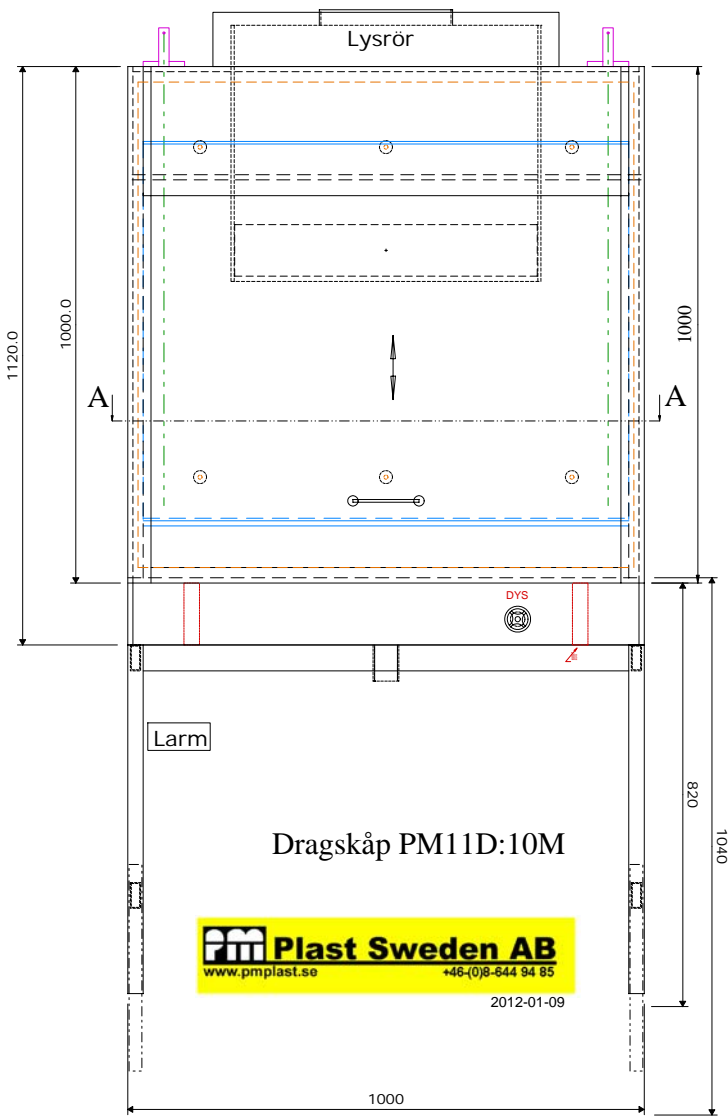 Lysrör
1120.0
1000.0
1000
A
A
DYS
Larm
820
1040
Dragskåp PM11D:10M
pm Plast Sweden AB
www.pmplast.se +46-(0)8-644 94 85
2012-01-09
1000